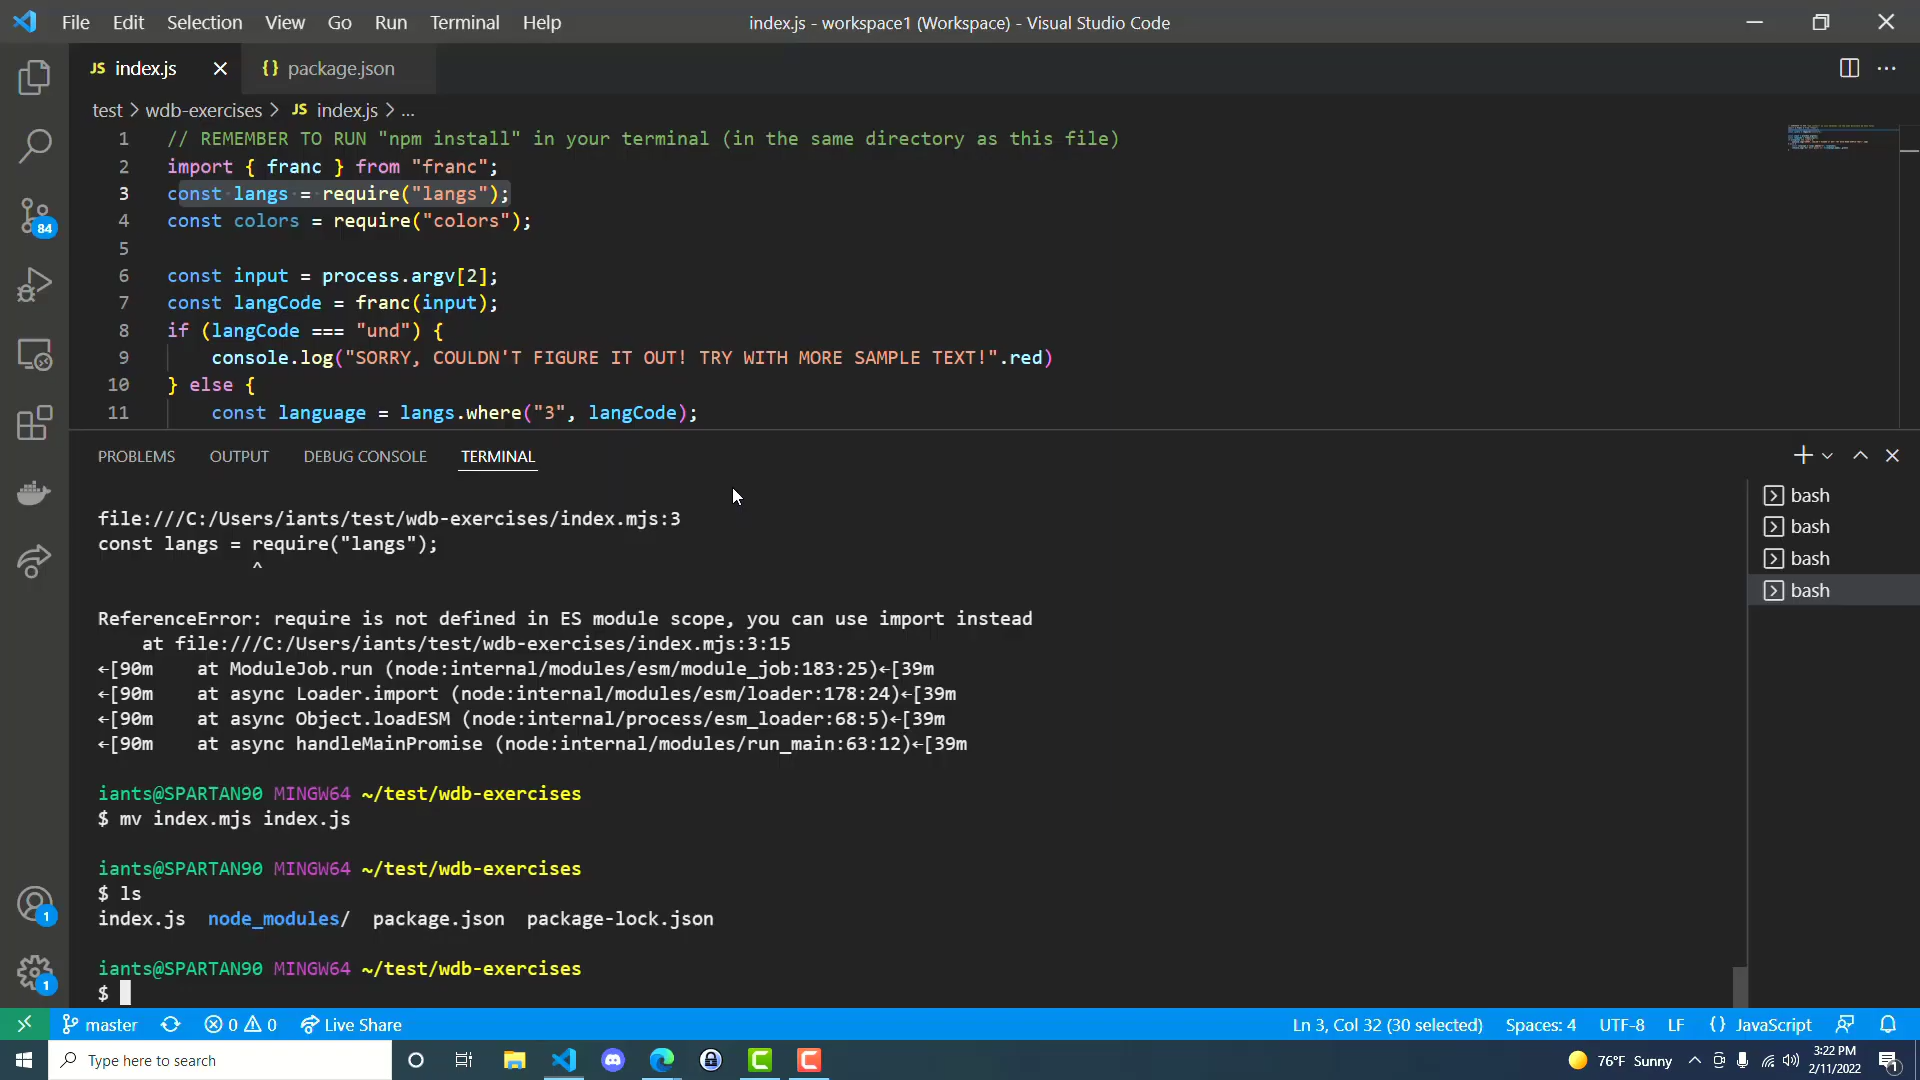 File Edit Selection View Go Run Terminal Help
index.js - workspace1 (Workspace) - Visual Studio Code
JS index.js
{} package.json
test > wdb-exercises > JS index.js > ...
1 // REMEMBER TO RUN "npm install" in your terminal (in the same directory as this file)
2 import { franc } from "franc";
3 const langs = require("langs");
4 const colors = require("colors");
5
6 const input = process.argv[2];
7 const langCode = franc(input);
8 if (langCode === "und") {
9 console.log("SORRY, COULDN'T FIGURE IT OUT! TRY WITH MORE SAMPLE TEXT!".red)
10 } else {
11 const language = langs.where("3", langCode);
84
PROBLEMS OUTPUT DEBUG CONSOLE TERMINAL
file:///C:/Users/iants/test/wdb-exercises/index.mjs:3
const langs = require("langs");
^
ReferenceError: require is not defined in ES module scope, you can use import instead
at file:///C:/Users/iants/test/wdb-exercises/index.mjs:3:15
←[90m    at ModuleJob.run (node:internal/modules/esm/module_job:183:25)←[39m
←[90m    at async Loader.import (node:internal/modules/esm/loader:178:24)←[39m
←[90m    at async Object.loadESM (node:internal/process/esm_loader:68:5)←[39m
←[90m    at async handleMainPromise (node:internal/modules/run_main:63:12)←[39m
iants@SPARTAN90 MINGW64 ~/test/wdb-exercises
$ mv index.mjs index.js
iants@SPARTAN90 MINGW64 ~/test/wdb-exercises
$ ls
index.js  node_modules/  package.json  package-lock.json
iants@SPARTAN90 MINGW64 ~/test/wdb-exercises
$
bash
bash
bash
bash
1
1
master
0 0
Live Share
Ln 3, Col 32 (30 selected)
Spaces: 4
UTF-8
LF
{} JavaScript
Type here to search
76°F Sunny
3:22 PM
2/11/2022
1